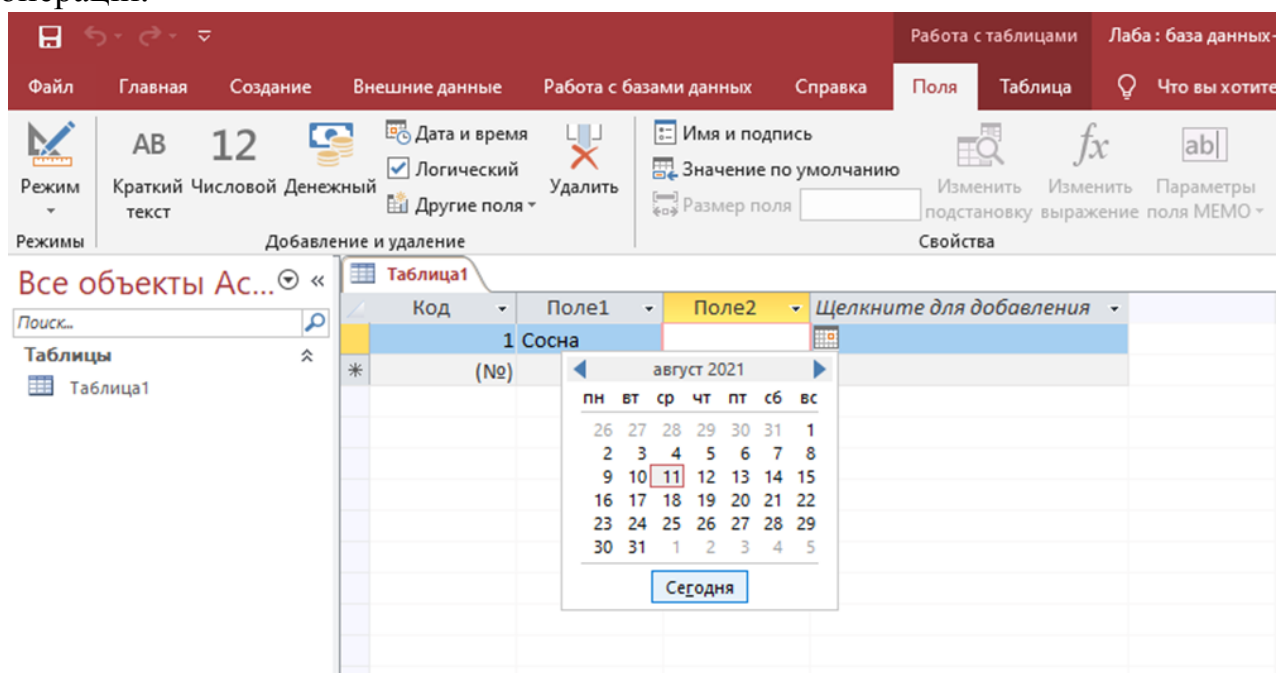 операций.
Работа с таблицами Лаба : база данных-
Файл Главная Создание Внешние данные Работа с базами данных Справка Поля Таблица Что вы хотите
Режим
АВ
Краткий текст
12
Числовой
Денежный
Дата и время
Логический
Другие поля
Удалить
Имя и подпись
Значение по умолчанию
Размер поля
Изменить подстановку
fx
Изменить выражение
ab|
Параметры поля МЕМО
Режимы Добавление и удаление Свойства
Все объекты Ac... «
Поиск...
Таблицы
Таблица1
Таблица1
Код Поле1 Поле2 Щелкните для добавления
1 Сосна
* (№)
август 2021
пн вт ср чт пт сб вс
26 27 28 29 30 31 1
2 3 4 5 6 7 8
9 10 11 12 13 14 15
16 17 18 19 20 21 22
23 24 25 26 27 28 29
30 31 1 2 3 4 5
Сегодня